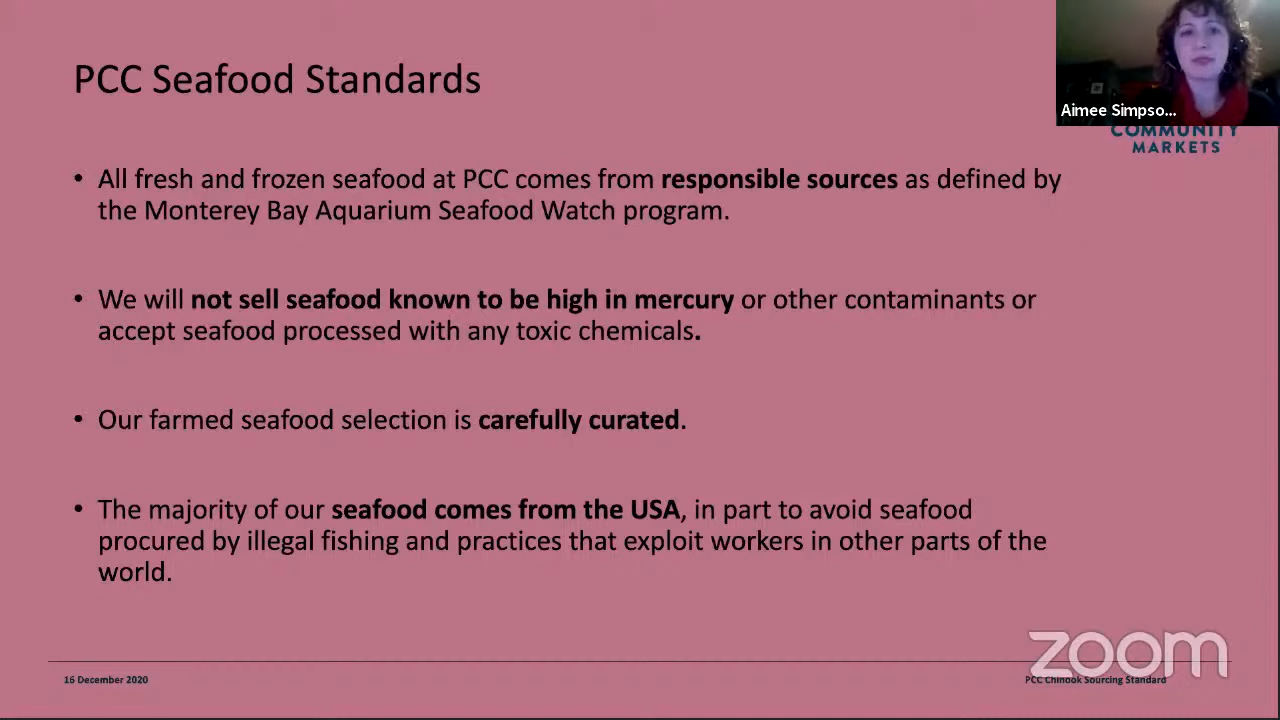 PCC Seafood Standards
Aimee Simpso...
COMMUNITY
MARKETS
• All fresh and frozen seafood at PCC comes from responsible sources as defined by
the Monterey Bay Aquarium Seafood Watch program.
• We will not sell seafood known to be high in mercury or other contaminants or
accept seafood processed with any toxic chemicals.
• Our farmed seafood selection is carefully curated.
• The majority of our seafood comes from the USA, in part to avoid seafood
procured by illegal fishing and practices that exploit workers in other parts of the
world.
zoom
16 December 2020
PCC Chinook Sourcing Standard